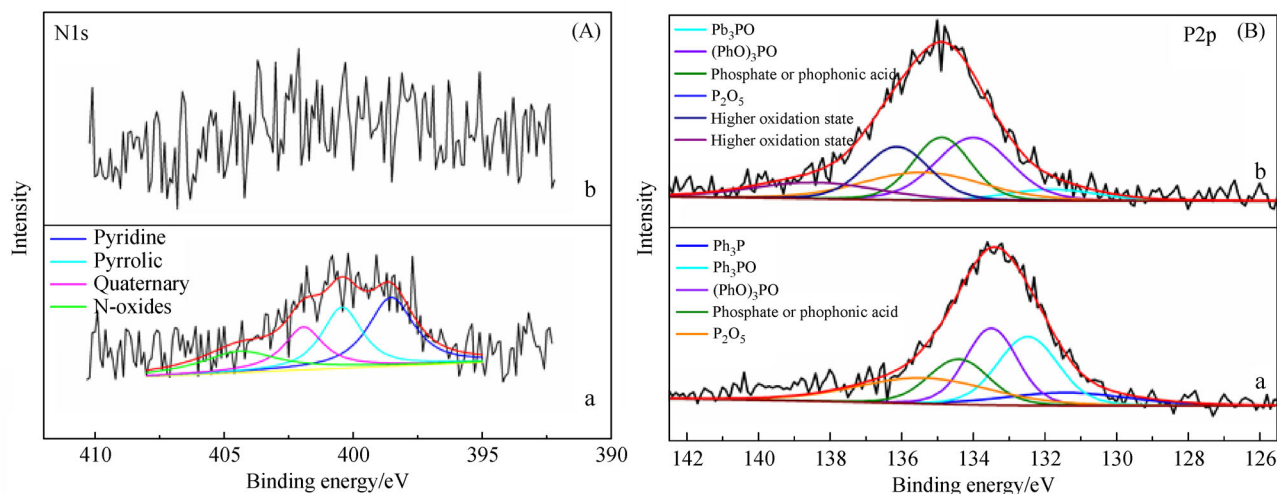 N1s
(A)
b
Pyridine
Pyrrolic
Quaternary
N-oxides
a
Intensity
410
405
400
395
390
Binding energy/eV
Pb₃PO
(PhO)₃PO
Phosphate or phophonic acid
P₂O₅
Higher oxidation state
Higher oxidation state
(B)
P2p
b
Ph₃P
Ph₃PO
(PhO)₃PO
Phosphate or phophonic acid
P₂O₅
a
Intensity
142
140
138
136
134
132
130
128
126
Binding energy/eV